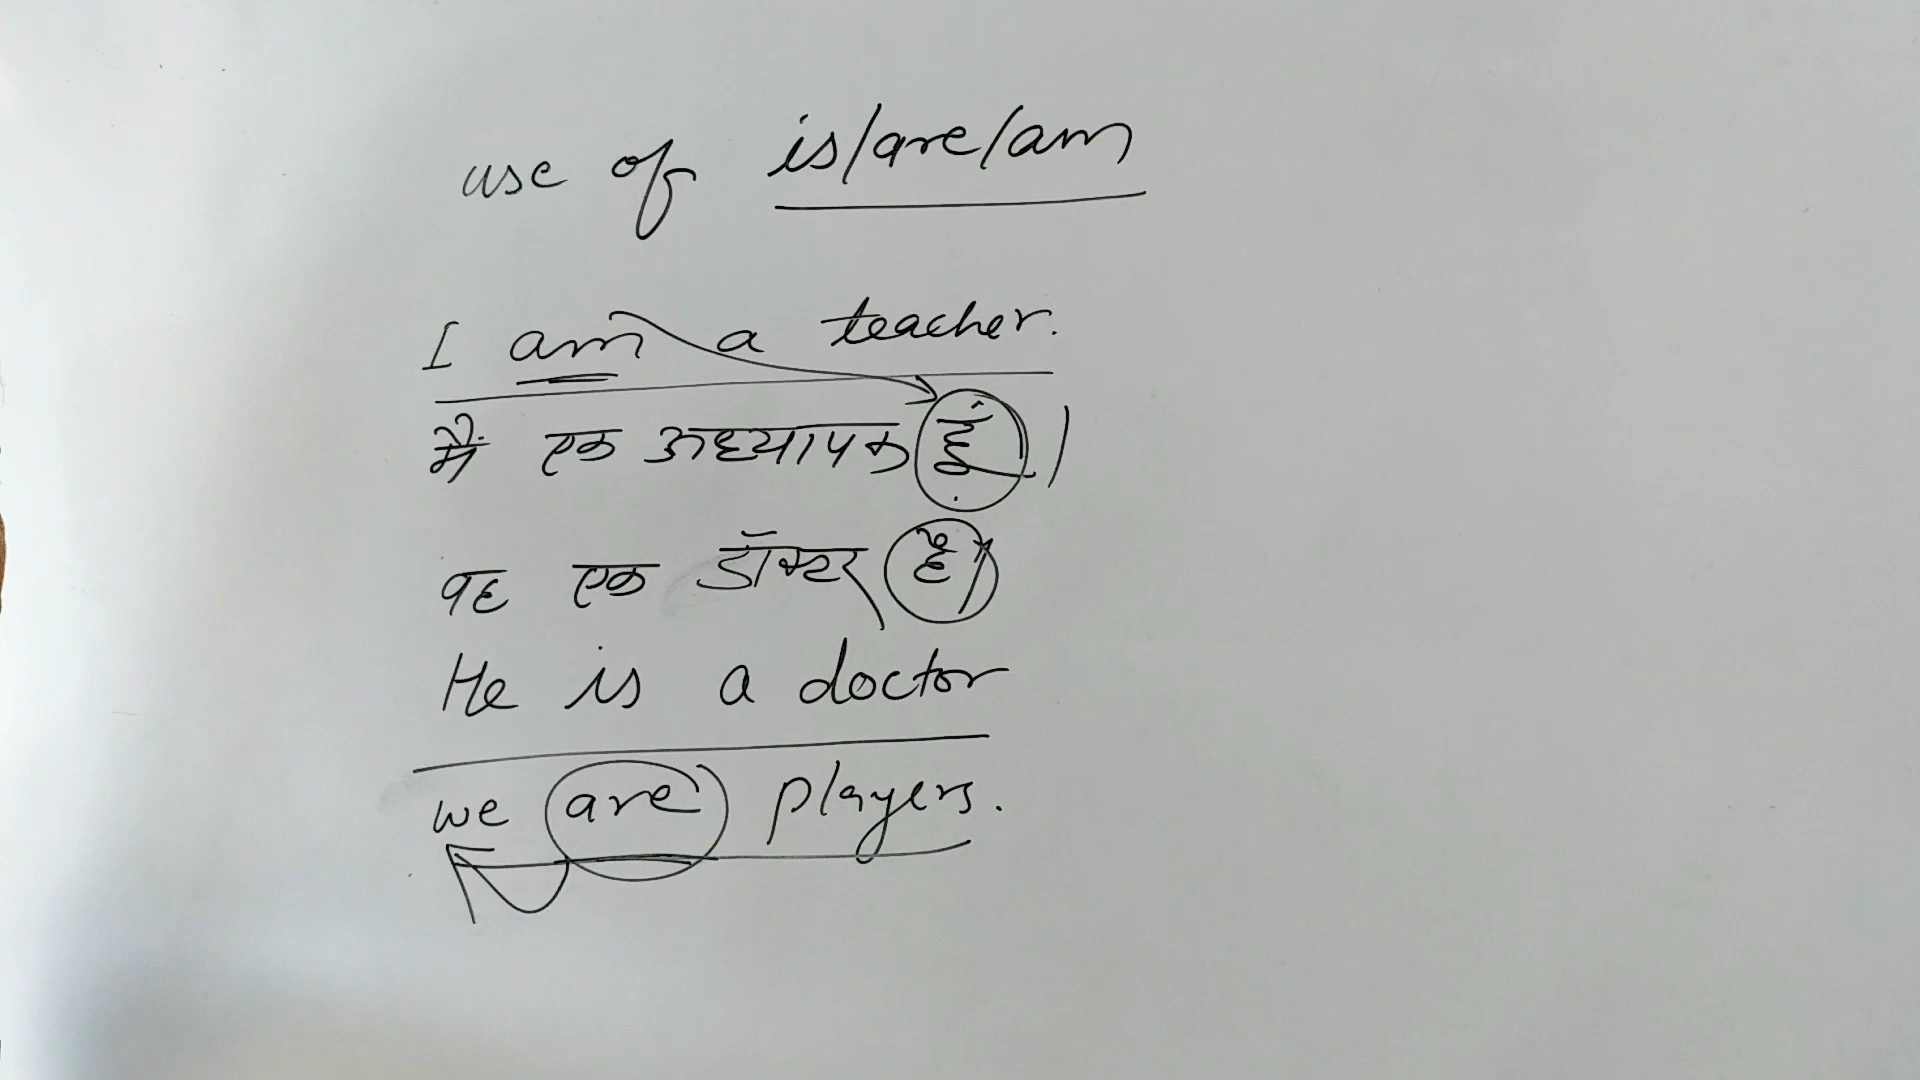 use of is/are/am
I am a teacher.
मैं एक अध्यापक हूं।
वह एक डॉक्टर है।
He is a doctor
we are players.